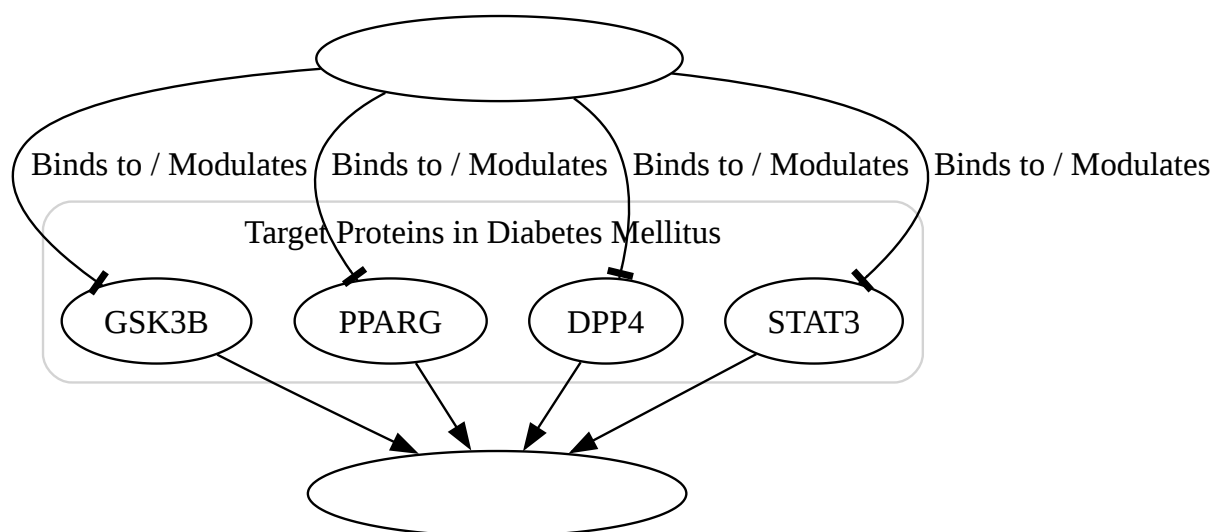 Binds to / Modulates Binds to / Modulates Binds to / Modulates Binds to / Modulates
Target Proteins in Diabetes Mellitus
GSK3B PPARG DPP4 STAT3